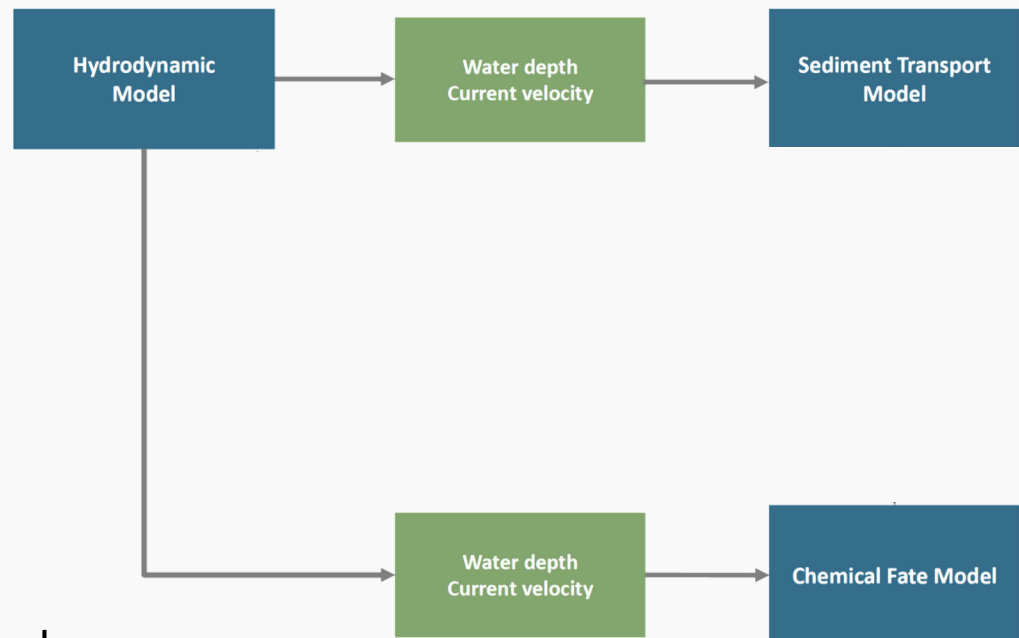 Hydrodynamic
Model
Water depth
Current velocity
Sediment Transport
Model
Water depth
Current velocity
Chemical Fate Model